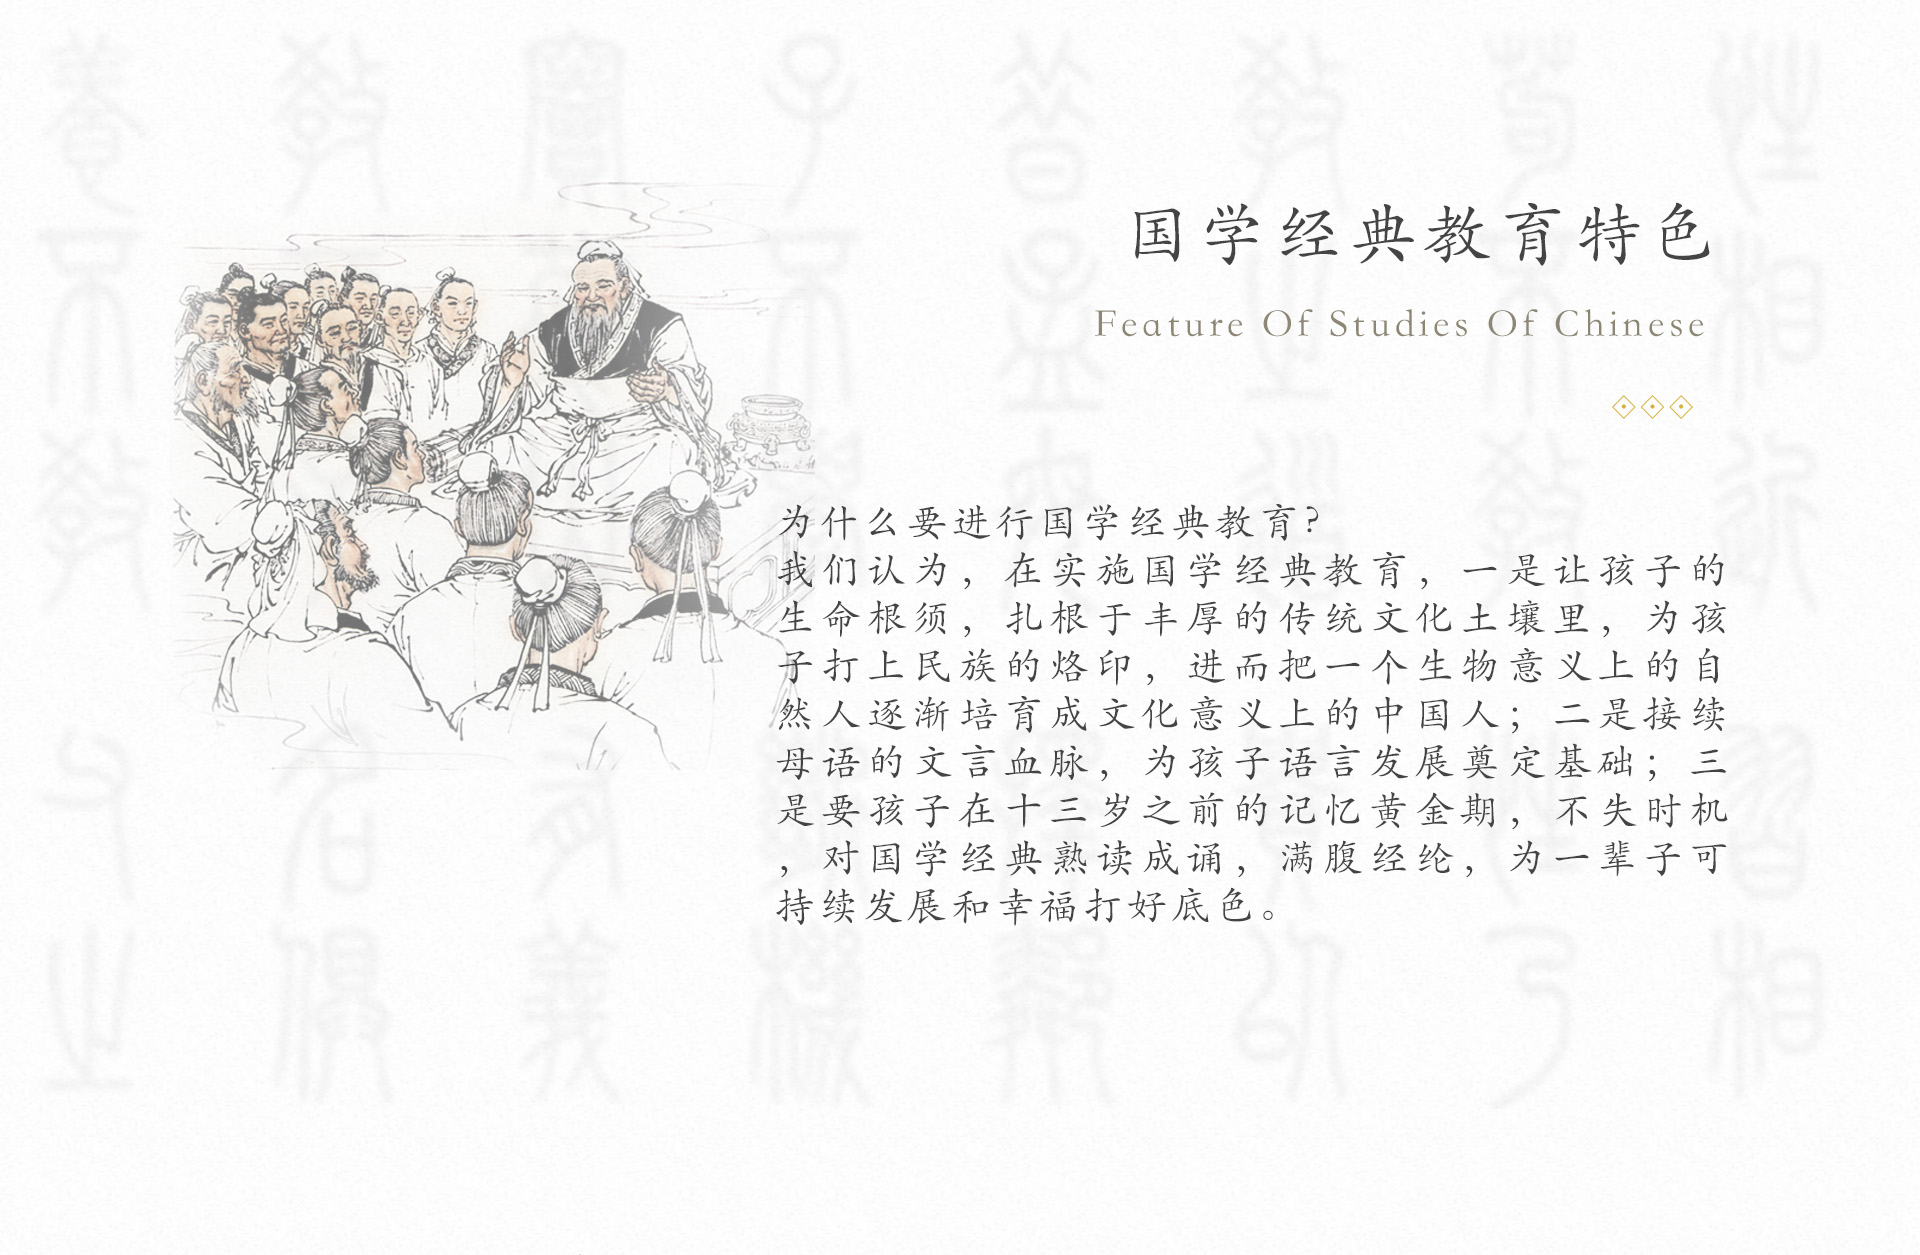 国学经典教育特色
Feature Of Studies Of Chinese
为什么要进行国学经典教育?
我们认为，在实施国学经典教育，一是让孩子的
生命根须，扎根于丰厚的传统文化土壤里，为孩
子打上民族的烙印，进而把一个生物意义上的自
然人逐渐培育成文化意义上的中国人；二是接续
母语的文言血脉，为孩子语言发展奠定基础；三
是要孩子在十三岁之前的记忆黄金期，不失时机
，对国学经典熟读成诵，满腹经纶，为一辈子可
持续发展和幸福打好底色。